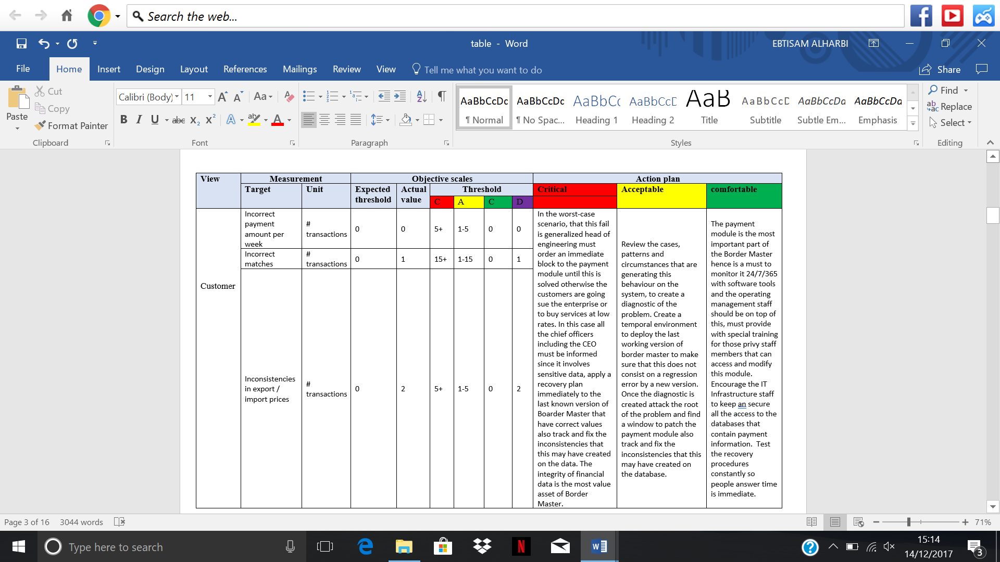 Search the web...
table - Word
EBTISAM ALHARBI
File
Home
Insert
Design
Layout
References
Mailings
Review
View
Tell me what you want to do
Share
Paste
Cut
Copy
Format Painter
Clipboard
Calibri (Body)
11
Font
Paragraph
AaBbCcDc
¶ Normal
AaBbCcDc
¶ No Spac...
AaBbCc
Heading 1
AaBbCcD
Heading 2
AaB
Title
AaBbCcD
Subtitle
AaBbCcDa
Subtle Em...
AaBbCcDa
Emphasis
Styles
Find
Replace
Select
Editing
View
Measurement
Objective scales
Action plan
Target
Unit
Expected
threshold
Actual
value
Threshold
C
A
C
D
Critical
Acceptable
comfortable
Customer
Incorrect
payment
amount per
week
#
transactions
0
0
5+
1-5
0
0
Incorrect
matches
#
transactions
0
1
15+
1-15
0
1
Inconsistencies
in export /
import prices
#
transactions
0
2
5+
1-5
0
2
In the worst-case
scenario, that this fail
is generalized head of
engineering must
order an immediate
block to the payment
module until this is
solved otherwise the
customers are going
sue the enterprise or
to buy services at low
rates. In this case all
the chief officers
including the CEO
must be informed
since it involves
sensitive data, apply a
recovery plan
immediately to the
last known version of
Boarder Master that
have correct values
also track and fix the
inconsistencies that
this may have created
on the data. The
integrity of financial
data is the most value
asset of Border
Master.
Review the cases,
patterns and
circumstances that are
generating this
behaviour on the
system, to create a
diagnostic of the
problem. Create a
temporal environment
to deploy the last
working version of
border master to make
sure that this does not
consist on a regression
error by a new version.
Once the diagnostic is
created attack the root
of the problem and find
a window to patch the
payment module also
track and fix the
inconsistencies that this
may have created on
the database.
The payment
module is the most
important part of
the Border Master
hence is a must to
monitor it 24/7/365
with software tools
and the operating
management staff
should be on top of
this, must provide
with special training
for those privy staff
members that can
access and modify
this module.
Encourage the IT
Infrastructure staff
to keep an secure
all the access to the
databases that
contain payment
information.  Test
the recovery
procedures
constantly so
people answer time
is immediate.
Page 3 of 16
3044 words
71%
Type here to search
15:14
14/12/2017
3